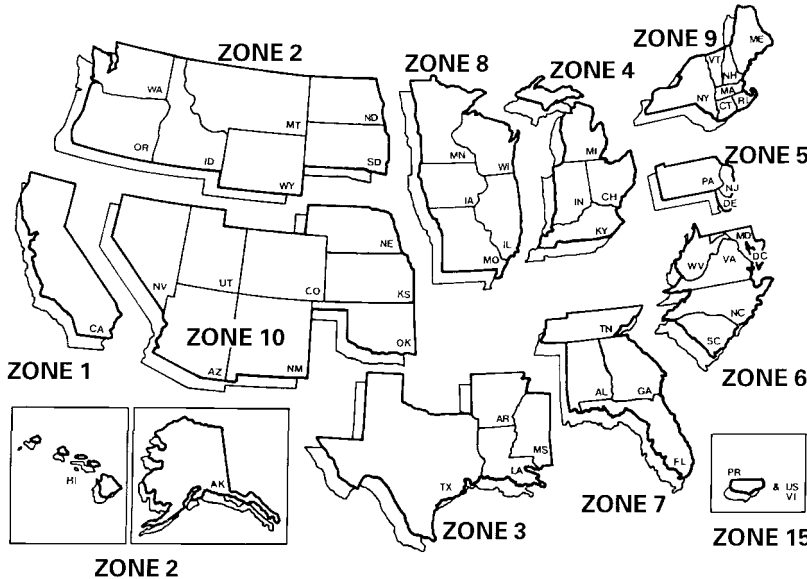 ZONE 2
ZONE 8
ZONE 4
ZONE 9
ME
VT
NH
NY
MA
CT
RI
WA
MT
ND
OR
ID
SD
WY
MN
WI
MI
IA
IN
OH
IL
MO
KY
ZONE 5
PA
NJ
DE
MD
DC
WV
VA
NC
SC
ZONE 6
CA
ZONE 1
NV
UT
CO
NE
KS
OK
ZONE 10
AZ
NM
TN
AL
GA
FL
ZONE 7
AR
MS
LA
TX
ZONE 3
HI
AK
ZONE 2
PR
& US
VI
ZONE 15